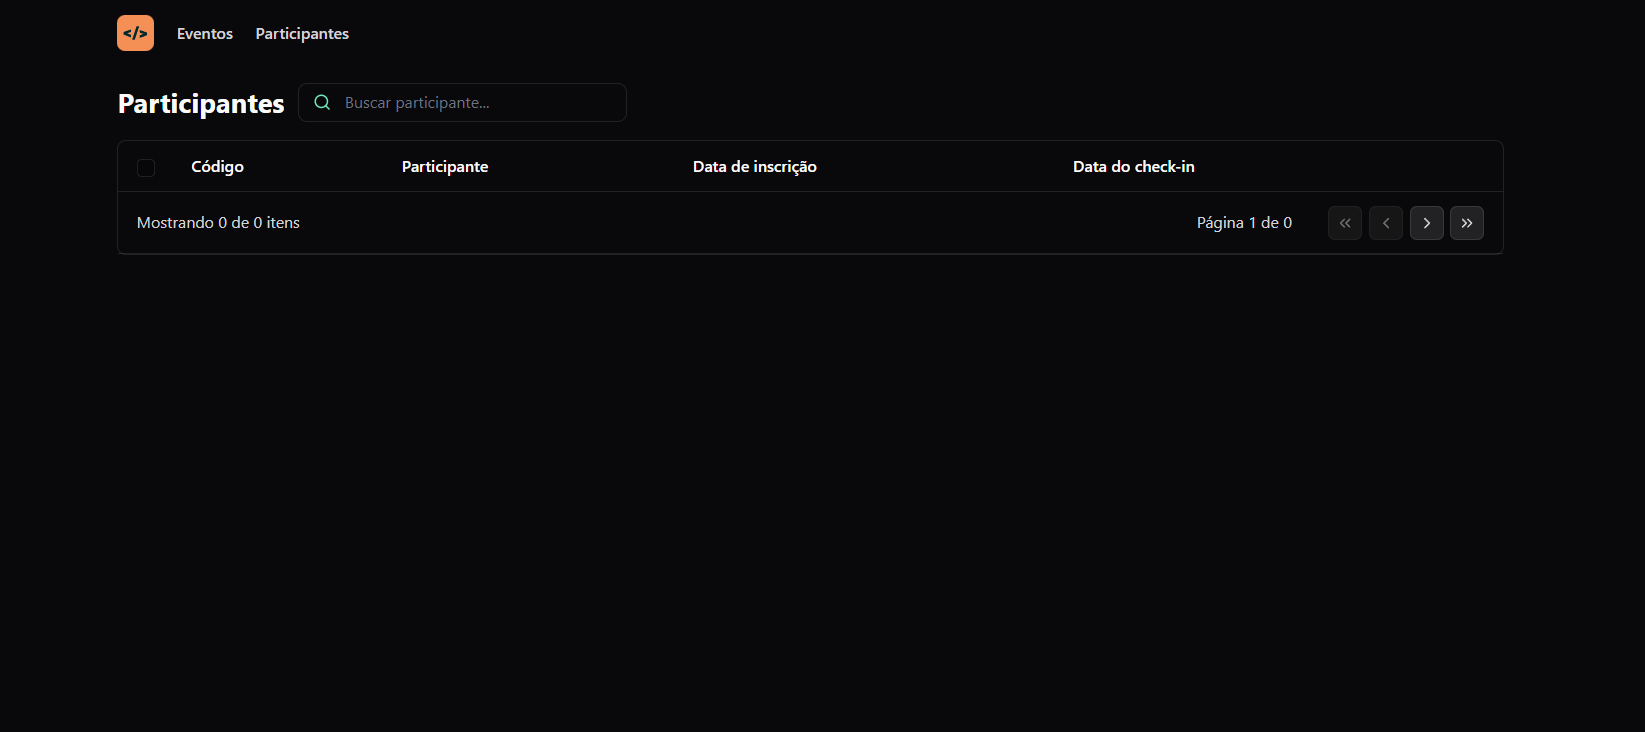 </> Eventos Participantes
Participantes Buscar participante...
Código Participante Data de inscrição Data do check-in
Mostrando 0 de 0 itens Página 1 de 0